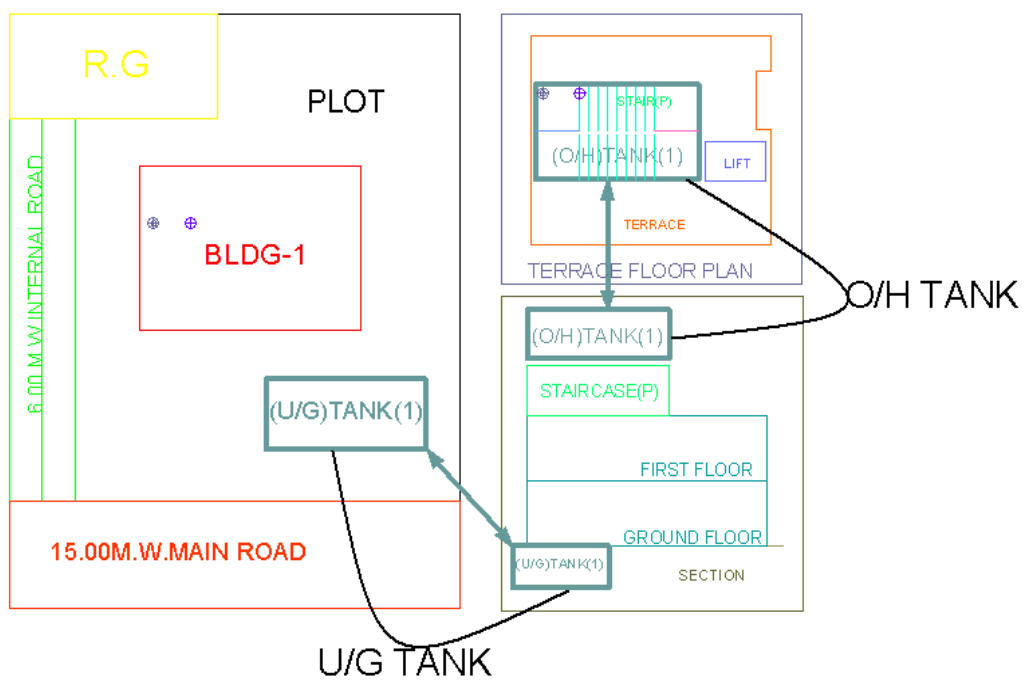 R.G
PLOT
6.00 M.W.INTERNAL ROAD
BLDG-1
(U/G)TANK(1)
15.00M.W.MAIN ROAD
STAIR(P)
(O/H)TANK(1)
LIFT
TERRACE
TERRACE FLOOR PLAN
O/H TANK
(O/H)TANK(1)
STAIRCASE(P)
FIRST FLOOR
GROUND FLOOR
(U/G)TANK(1)
SECTION
U/G TANK